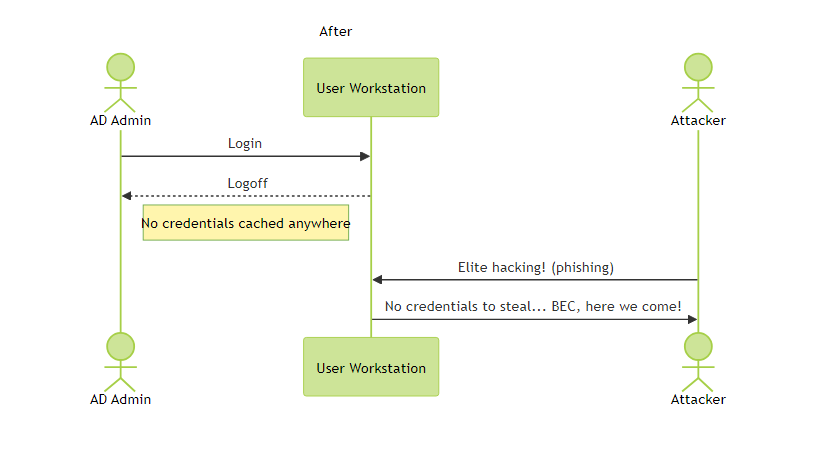 After
User Workstation
AD Admin
Attacker
Login
Logoff
No credentials cached anywhere
Elite hacking! (phishing)
No credentials to steal... BEC, here we come!
User Workstation
AD Admin
Attacker